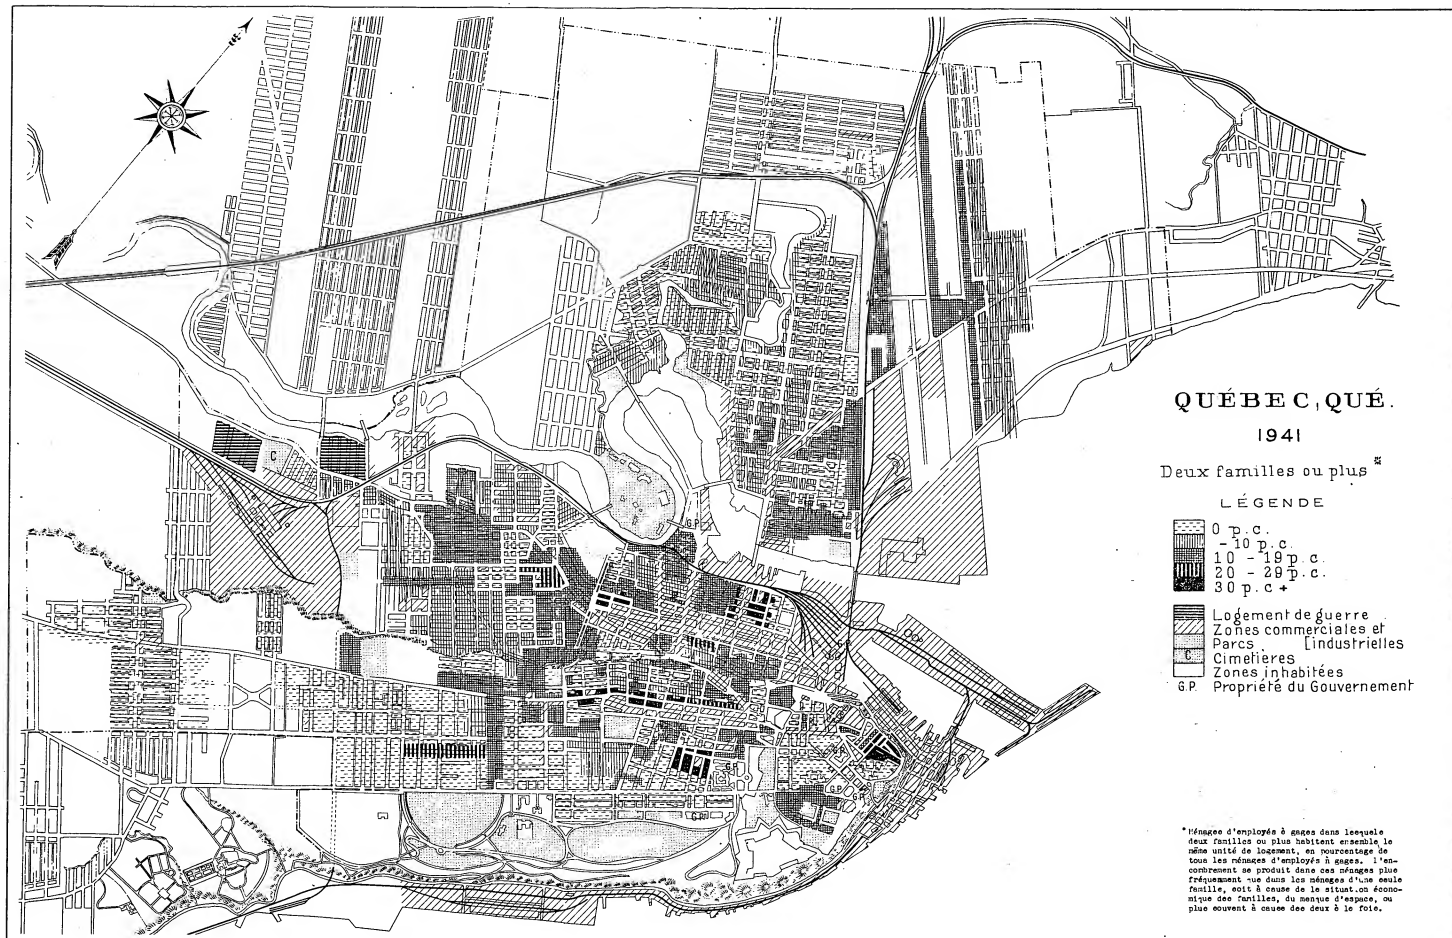 QUÉBEC, QUÉ.
1941
Deux familles ou plus *
LÉGENDE
0 p.c.
-10 p.c.
10 - 19 p.c.
20 - 29 p.c.
30 p.c +
Logement de guerre
Zones commerciales et
Parcs [industrielles
C Cimetières
Zones inhabitées
G.P. Propriété du Gouvernement
C
G.P.
G.P.
G.P.
G.P.
G.P.
* Ménages d'employés à gages dans lesquels
deux familles ou plus habitent ensemble le
même unité de logement, en pourcentage de
tous les ménages d'employés à gages. L'en-
combrement se produit dans ces ménages plus
fréquemment que dans les ménages d'une seule
famille, soit à cause de la situation écono-
mique des familles, du manque d'espace, ou
plus souvent à cause des deux à la fois.